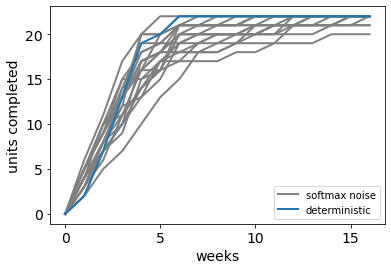 units completed
20
15
10
5
0
0
5
10
15
weeks
softmax noise
deterministic